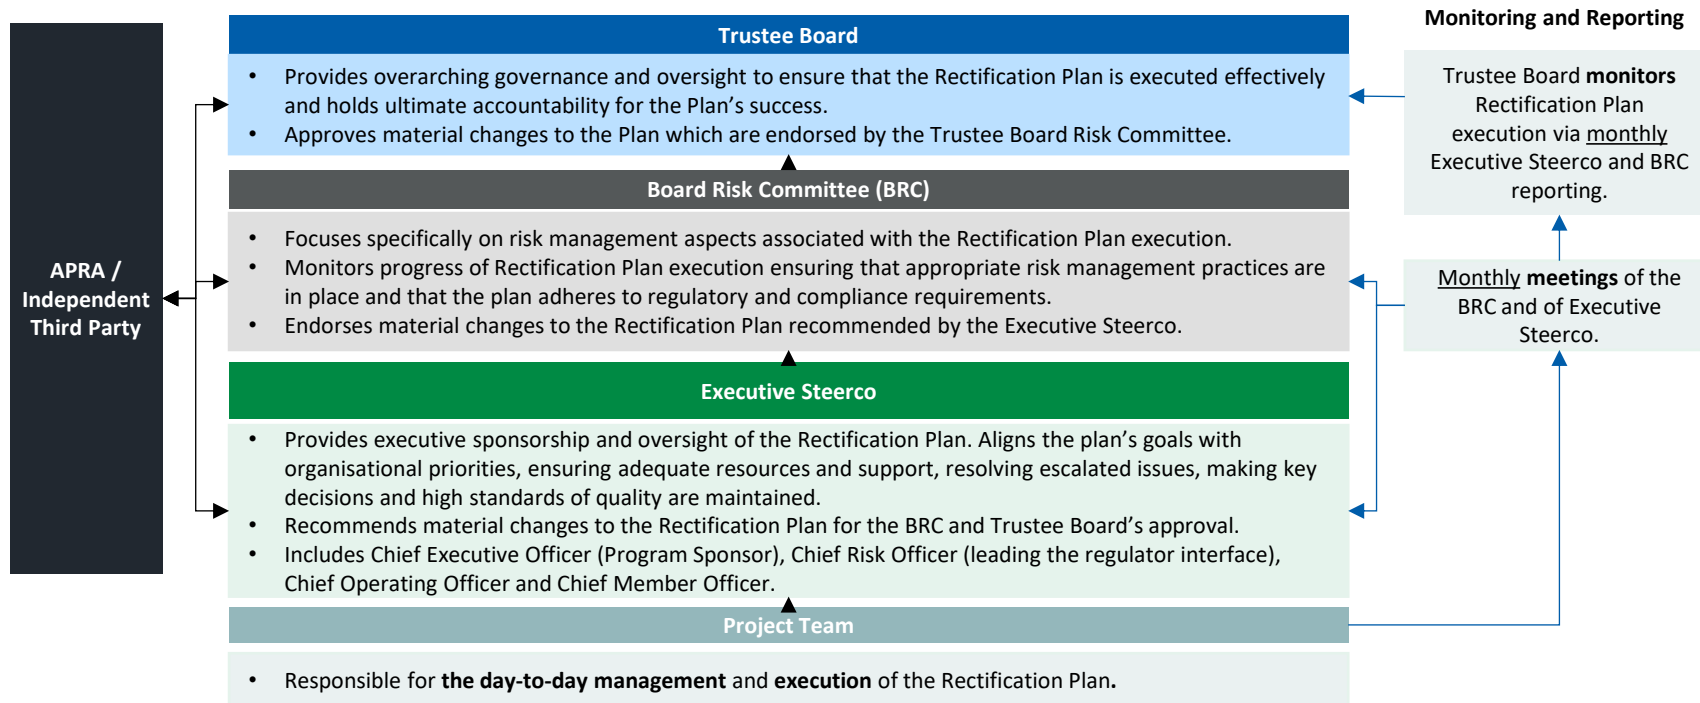 APRA /
Independent
Third Party
Trustee Board
• Provides overarching governance and oversight to ensure that the Rectification Plan is executed effectively
and holds ultimate accountability for the Plan’s success.
• Approves material changes to the Plan which are endorsed by the Trustee Board Risk Committee.
Board Risk Committee (BRC)
• Focuses specifically on risk management aspects associated with the Rectification Plan execution.
• Monitors progress of Rectification Plan execution ensuring that appropriate risk management practices are
in place and that the plan adheres to regulatory and compliance requirements.
• Endorses material changes to the Rectification Plan recommended by the Executive Steerco.
Executive Steerco
• Provides executive sponsorship and oversight of the Rectification Plan. Aligns the plan’s goals with
organisational priorities, ensuring adequate resources and support, resolving escalated issues, making key
decisions and high standards of quality are maintained.
• Recommends material changes to the Rectification Plan for the BRC and Trustee Board’s approval.
• Includes Chief Executive Officer (Program Sponsor), Chief Risk Officer (leading the regulator interface),
Chief Operating Officer and Chief Member Officer.
Project Team
• Responsible for the day-to-day management and execution of the Rectification Plan.
Monitoring and Reporting
Trustee Board monitors
Rectification Plan
execution via monthly
Executive Steerco and BRC
reporting.
Monthly meetings of the
BRC and of Executive
Steerco.